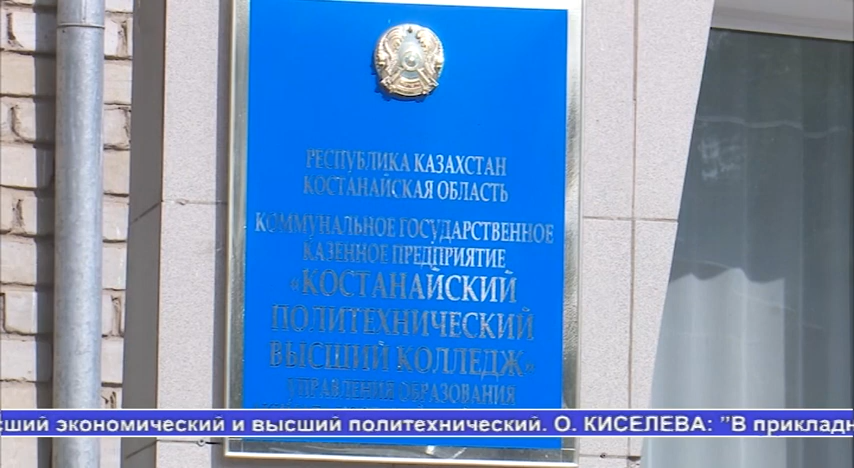 РЕСПУБЛИКА КАЗАХСТАН
КОСТАНАЙСКАЯ ОБЛАСТЬ
КОММУНАЛЬНОЕ ГОСУДАРСТВЕННОЕ
КАЗЕННОЕ ПРЕДПРИЯТИЕ
«КОСТАНАЙСКИЙ
ПОЛИТЕХНИЧЕСКИЙ
ВЫСШИЙ КОЛЛЕДЖ»
УПРАВЛЕНИЯ ОБРАЗОВАНИЯ
сший экономический и высший политехнический. О. КИСЕЛЕВА: "В прикладн